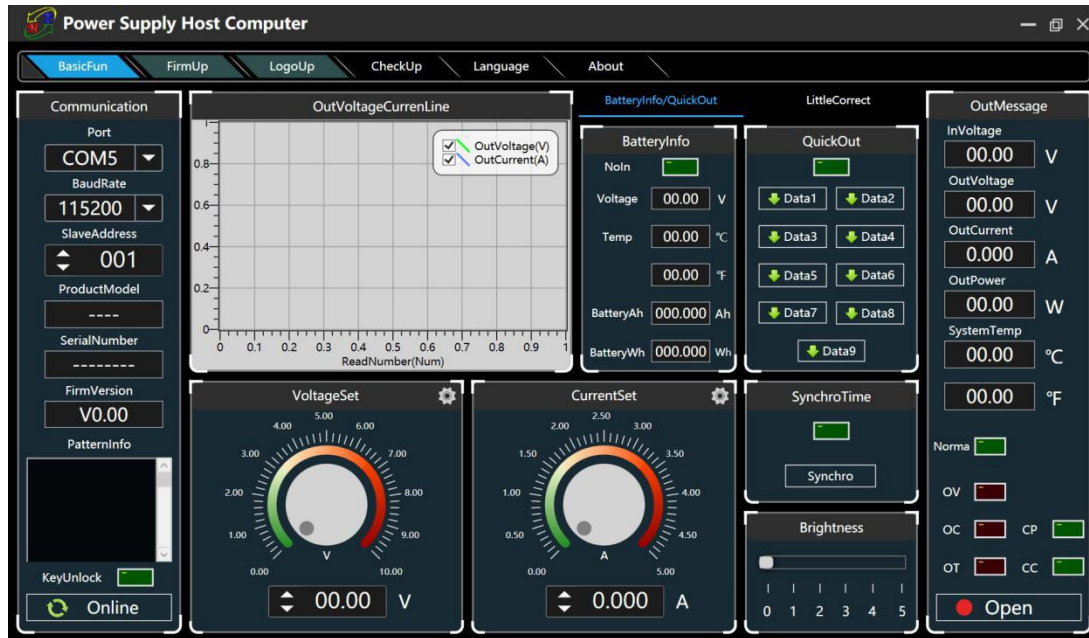 Power Supply Host Computer
BasicFun FirmUp LogoUp CheckUp Language About
Communication
Port
COM5
BaudRate
115200
SlaveAddress
001
ProductModel
----
SerialNumber
--------
FirmVersion
V0.00
PatternInfo
KeyUnlock
Online
OutVoltageCurrenLine
OutVoltage(V)
OutCurrent(A)
1
0.8
0.6
0.4
0.2
0
0 0.1 0.2 0.3 0.4 0.5 0.6 0.7 0.8 0.9 1
ReadNumber(Num)
BatteryInfo/QuickOut LittleCorrect
BatteryInfo
NoIn
Voltage 00.00 V
Temp 00.00 ℃
00.00 ℉
BatteryAh 000.000 Ah
BatteryWh 000.000 Wh
QuickOut
Data1 Data2
Data3 Data4
Data5 Data6
Data7 Data8
Data9
VoltageSet
0.00
1.00
2.00
3.00
4.00
5.00
6.00
7.00
8.00
9.00
10.00
V
00.00 V
CurrentSet
0.00
0.50
1.00
1.50
2.00
2.50
3.00
3.50
4.00
4.50
5.00
A
0.000 A
SynchroTime
Synchro
Brightness
0 1 2 3 4 5
OutMessage
InVoltage
00.00 V
OutVoltage
00.00 V
OutCurrent
0.000 A
OutPower
00.00 W
SystemTemp
00.00 ℃
00.00 ℉
Norma
OV
OC CP
OT CC
Open